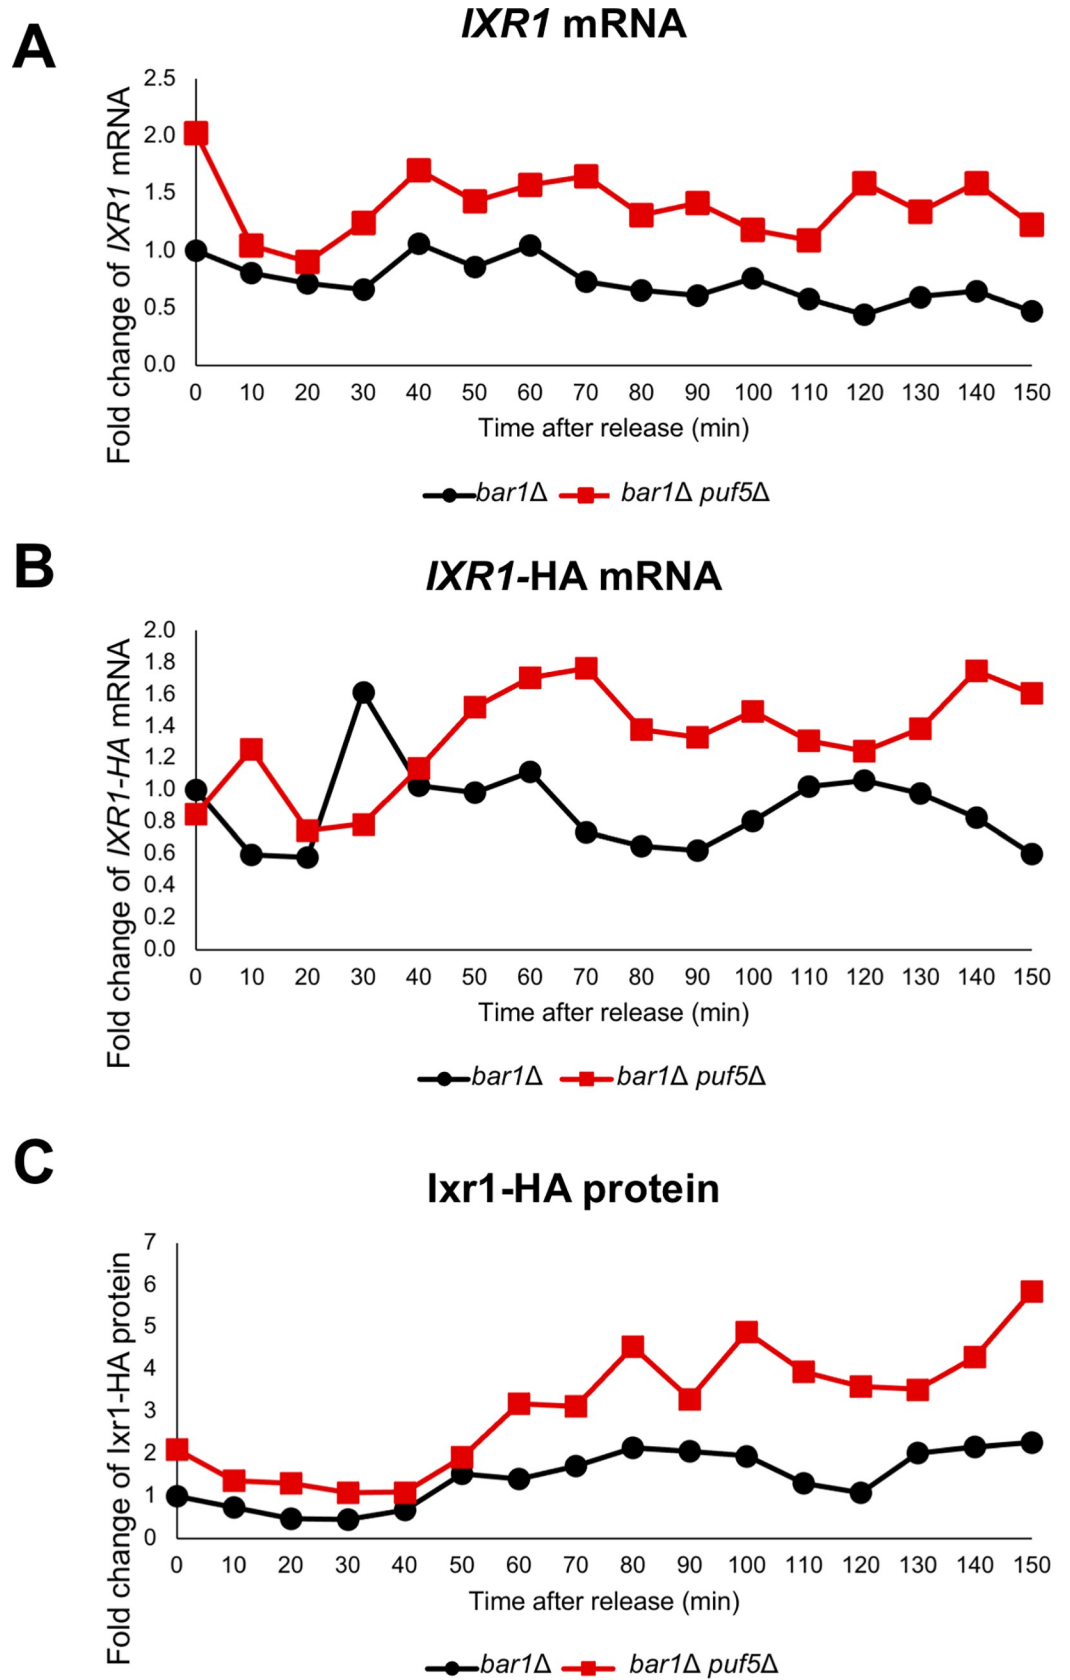 A
IXR1 mRNA
Fold change of IXR1 mRNA
2.5
2.0
1.5
1.0
0.5
0.0
0 10 20 30 40 50 60 70 80 90 100 110 120 130 140 150
Time after release (min)
bar1Δ bar1Δ puf5Δ
B
IXR1-HA mRNA
Fold change of IXR1-HA mRNA
2.0
1.8
1.6
1.4
1.2
1.0
0.8
0.6
0.4
0.2
0.0
0 10 20 30 40 50 60 70 80 90 100 110 120 130 140 150
Time after release (min)
bar1Δ bar1Δ puf5Δ
C
Ixr1-HA protein
Fold change of Ixr1-HA protein
7
6
5
4
3
2
1
0
0 10 20 30 40 50 60 70 80 90 100 110 120 130 140 150
Time after release (min)
bar1Δ bar1Δ puf5Δ